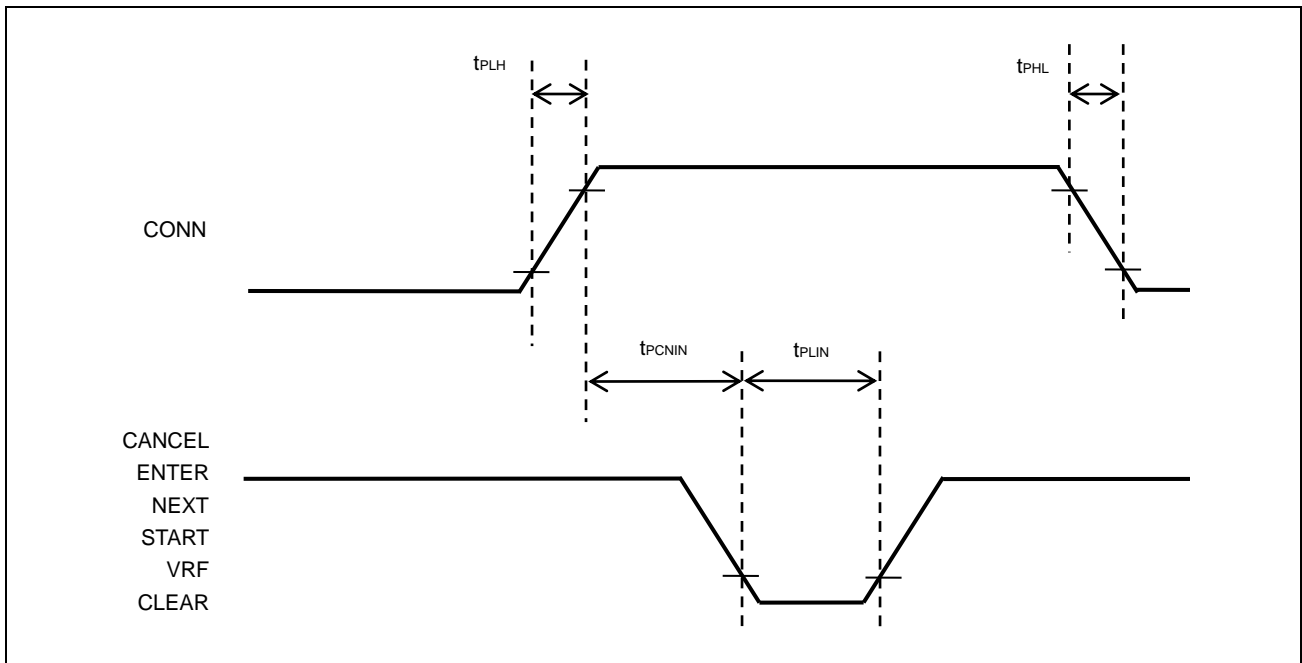 tPLH
tPHL
CONN
tPCNIN
tPLIN
CANCEL
ENTER
NEXT
START
VRF
CLEAR